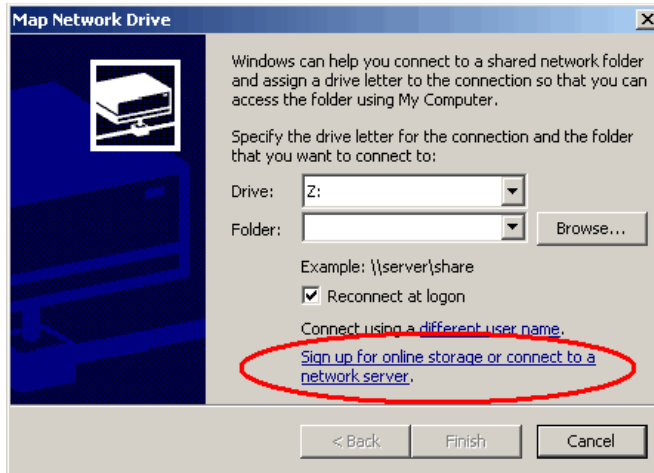 Map Network Drive
Windows can help you connect to a shared network folder
and assign a drive letter to the connection so that you can
access the folder using My Computer.
Specify the drive letter for the connection and the folder
that you want to connect to:
Drive: Z:
Folder: Browse...
Example: \\server\share
Reconnect at logon
Connect using a different user name.
Sign up for online storage or connect to a
network server.
< Back Finish Cancel